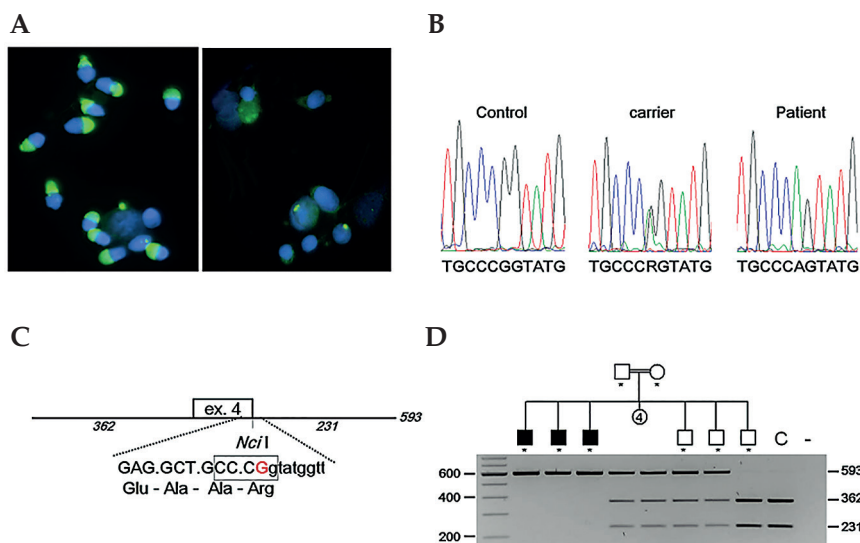 A
B
Control carrier Patient
TGCCCGGTATG TGCCCRGTATG TGCCCAGTATG
C
D
ex. 4
362 231 593
NciI
GAG.GCT.GCC.CGgtatggtt
Glu - Ala - Ala - Arg
4
* *
C -
* * * * * *
600 593
400 362
231
200